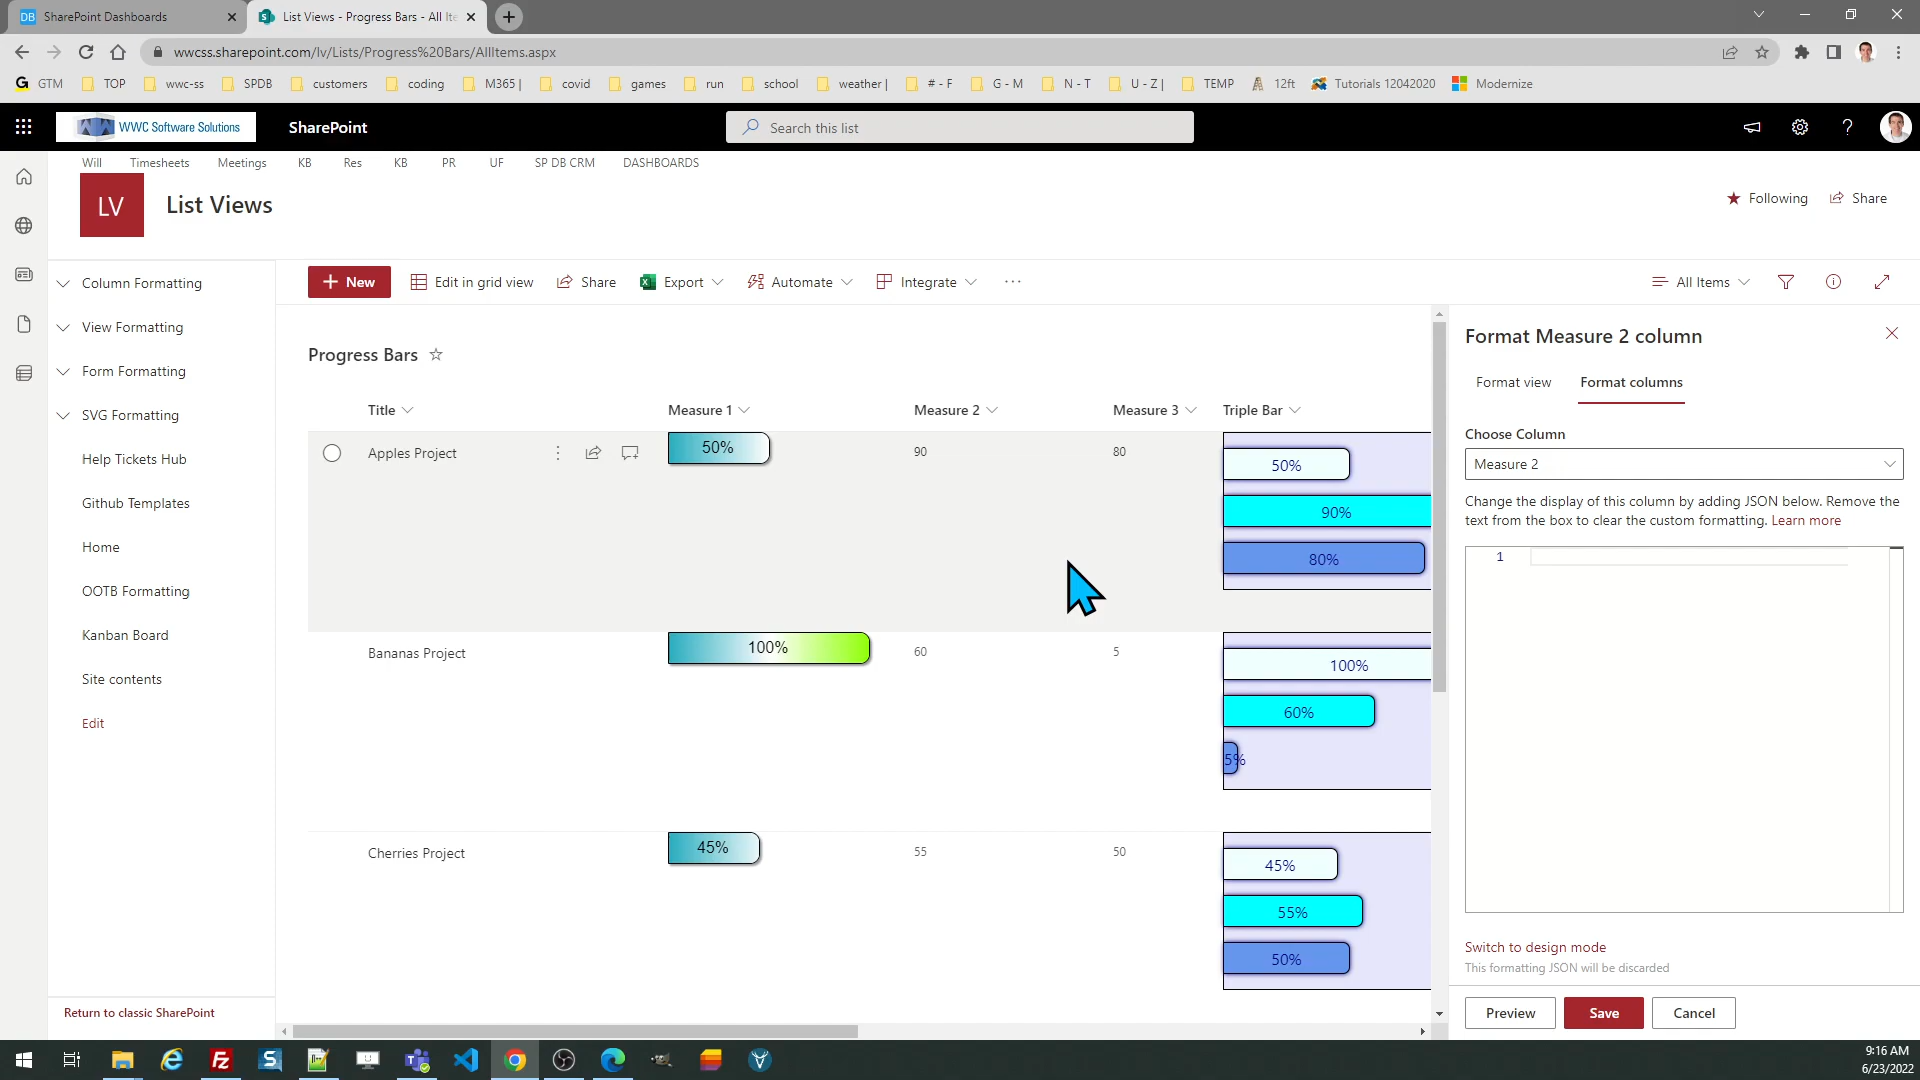 SharePoint Dashboards
List Views - Progress Bars - All Ite
wwcss.sharepoint.com/lv/Lists/Progress%20Bars/AllItems.aspx
GTM TOP wwc-ss SPDB customers coding M365 | covid games run school weather | # - F G - M N - T U - Z | TEMP 12ft Tutorials 12042020 Modernize
WWC Software Solutions SharePoint Search this list
Will Timesheets Meetings KB Res KB PR UF SP DB CRM DASHBOARDS
LV List Views
Following Share
Column Formatting
View Formatting
Form Formatting
SVG Formatting
Help Tickets Hub
Github Templates
Home
OOTB Formatting
Kanban Board
Site contents
Edit
Return to classic SharePoint
New Edit in grid view Share Export Automate Integrate ··· All Items
Progress Bars
Title Measure 1 Measure 2 Measure 3 Triple Bar
Apples Project 50% 90 80 50%
90%
80%
Bananas Project 100% 60 5 100%
60%
5%
Cherries Project 45% 55 50 45%
55%
50%
Format Measure 2 column
Format view Format columns
Choose Column
Measure 2
Change the display of this column by adding JSON below. Remove the
text from the box to clear the custom formatting. Learn more
1
Switch to design mode
This formatting JSON will be discarded
Preview Save Cancel
9:16 AM
6/23/2022